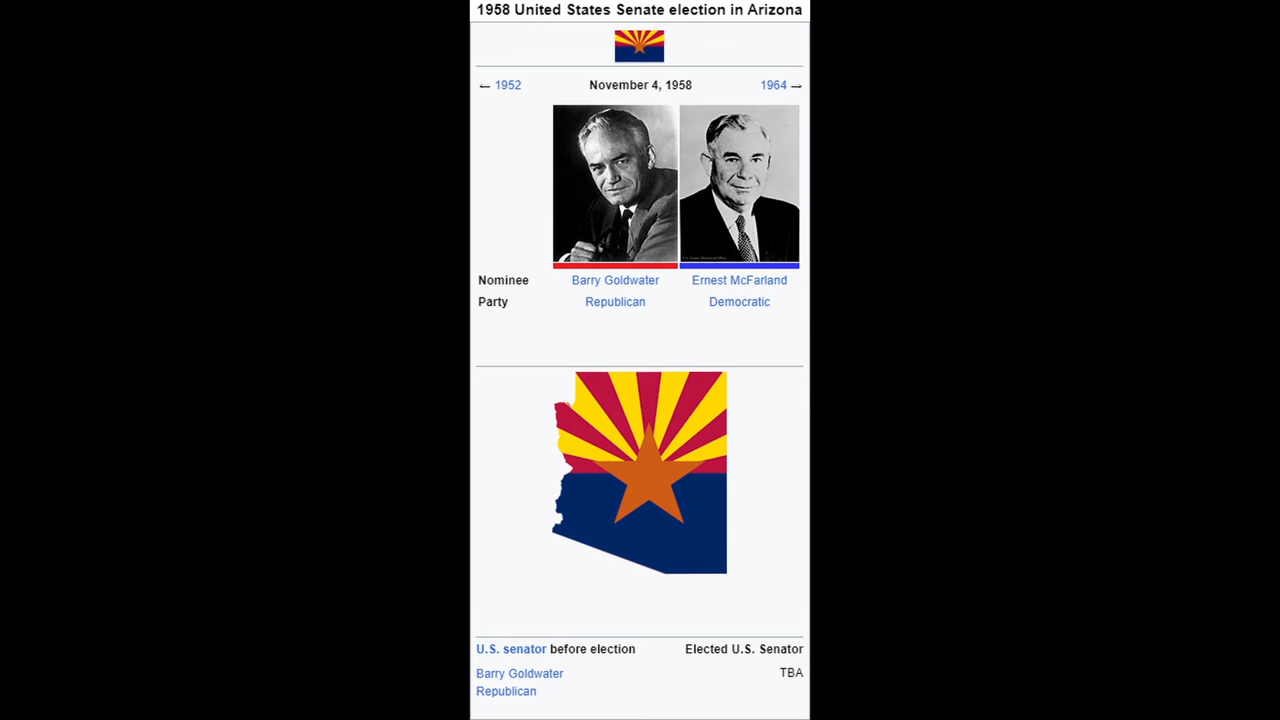 1958 United States Senate election in Arizona
← 1952 November 4, 1958 1964 →
Nominee Barry Goldwater Ernest McFarland
Party Republican Democratic
U.S. senator before election Elected U.S. Senator
Barry Goldwater TBA
Republican